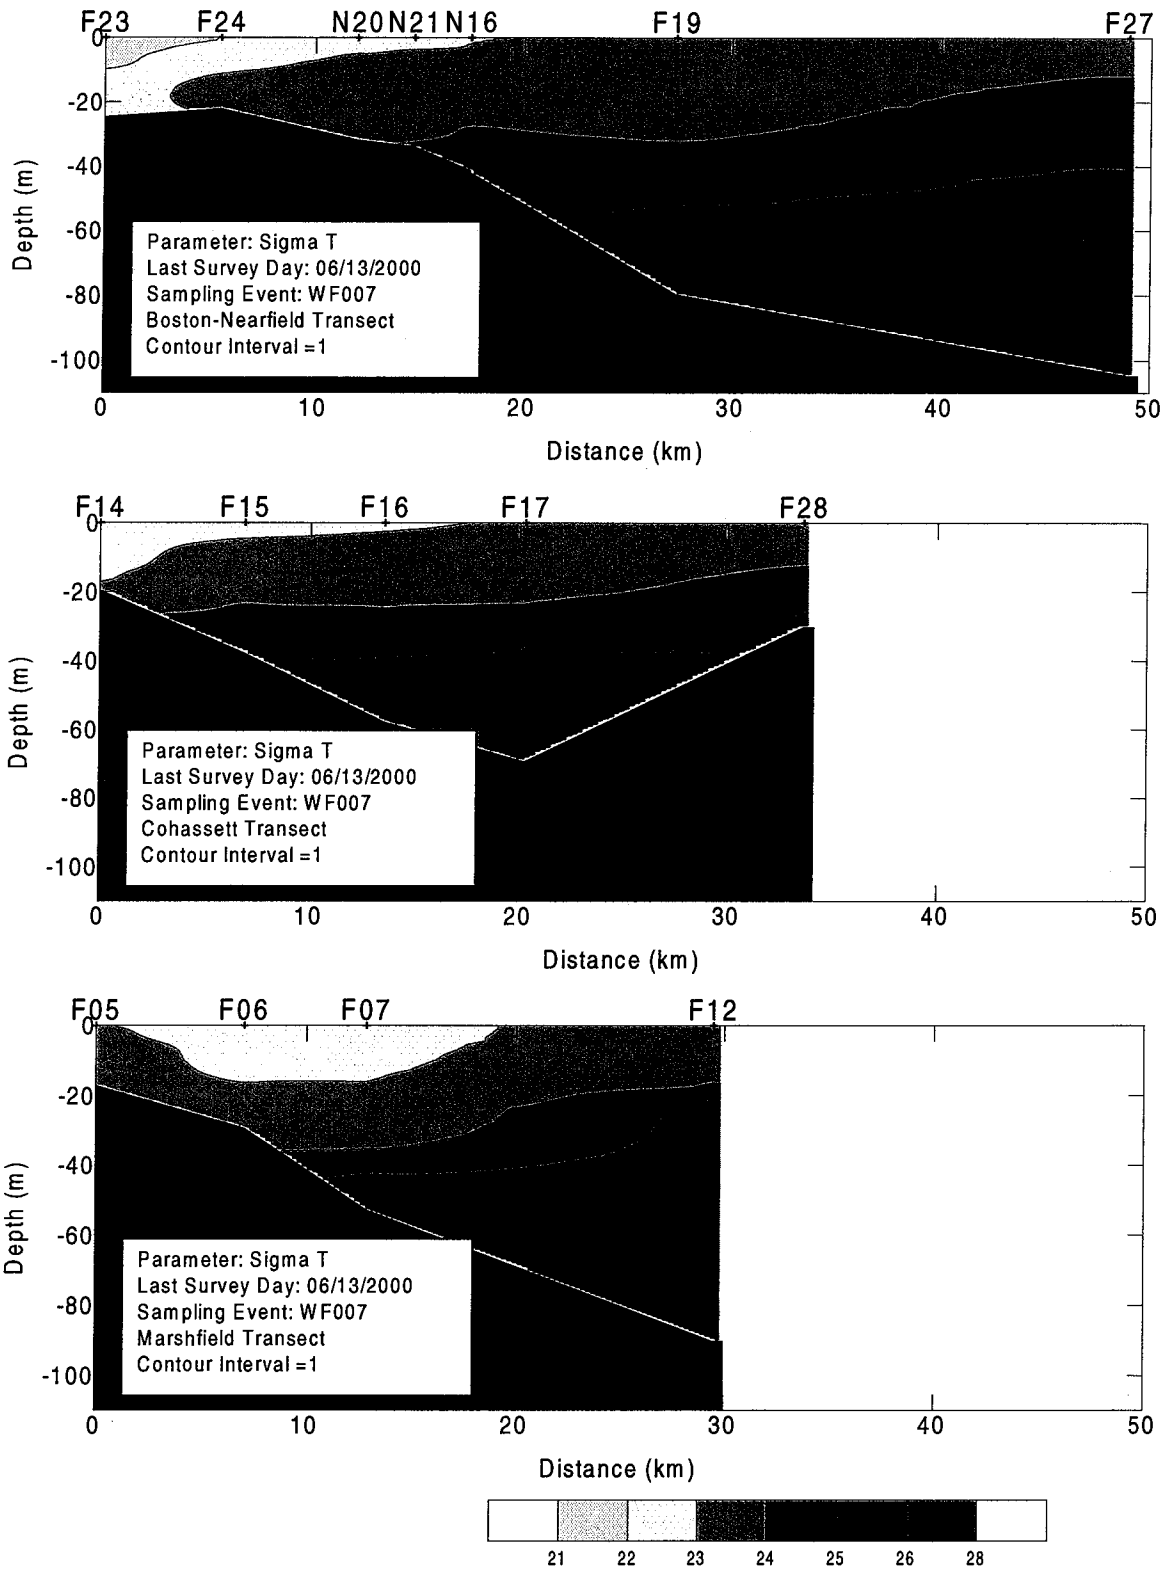 F23 F24 N20 N21 N16 F19 F27
0
-20
-40
-60
-80
-100
Depth (m)
Parameter: Sigma T
Last Survey Day: 06/13/2000
Sampling Event: WF007
Boston-Nearfield Transect
Contour Interval =1
0 10 20 30 40 50
Distance (km)
F14 F15 F16 F17 F28
0
-20
-40
-60
-80
-100
Depth (m)
Parameter: Sigma T
Last Survey Day: 06/13/2000
Sampling Event: WF007
Cohassett Transect
Contour Interval =1
0 10 20 30 40 50
Distance (km)
F05 F06 F07 F12
0
-20
-40
-60
-80
-100
Depth (m)
Parameter: Sigma T
Last Survey Day: 06/13/2000
Sampling Event: WF007
Marshfield Transect
Contour Interval =1
0 10 20 30 40 50
Distance (km)
21 22 23 24 25 26 28